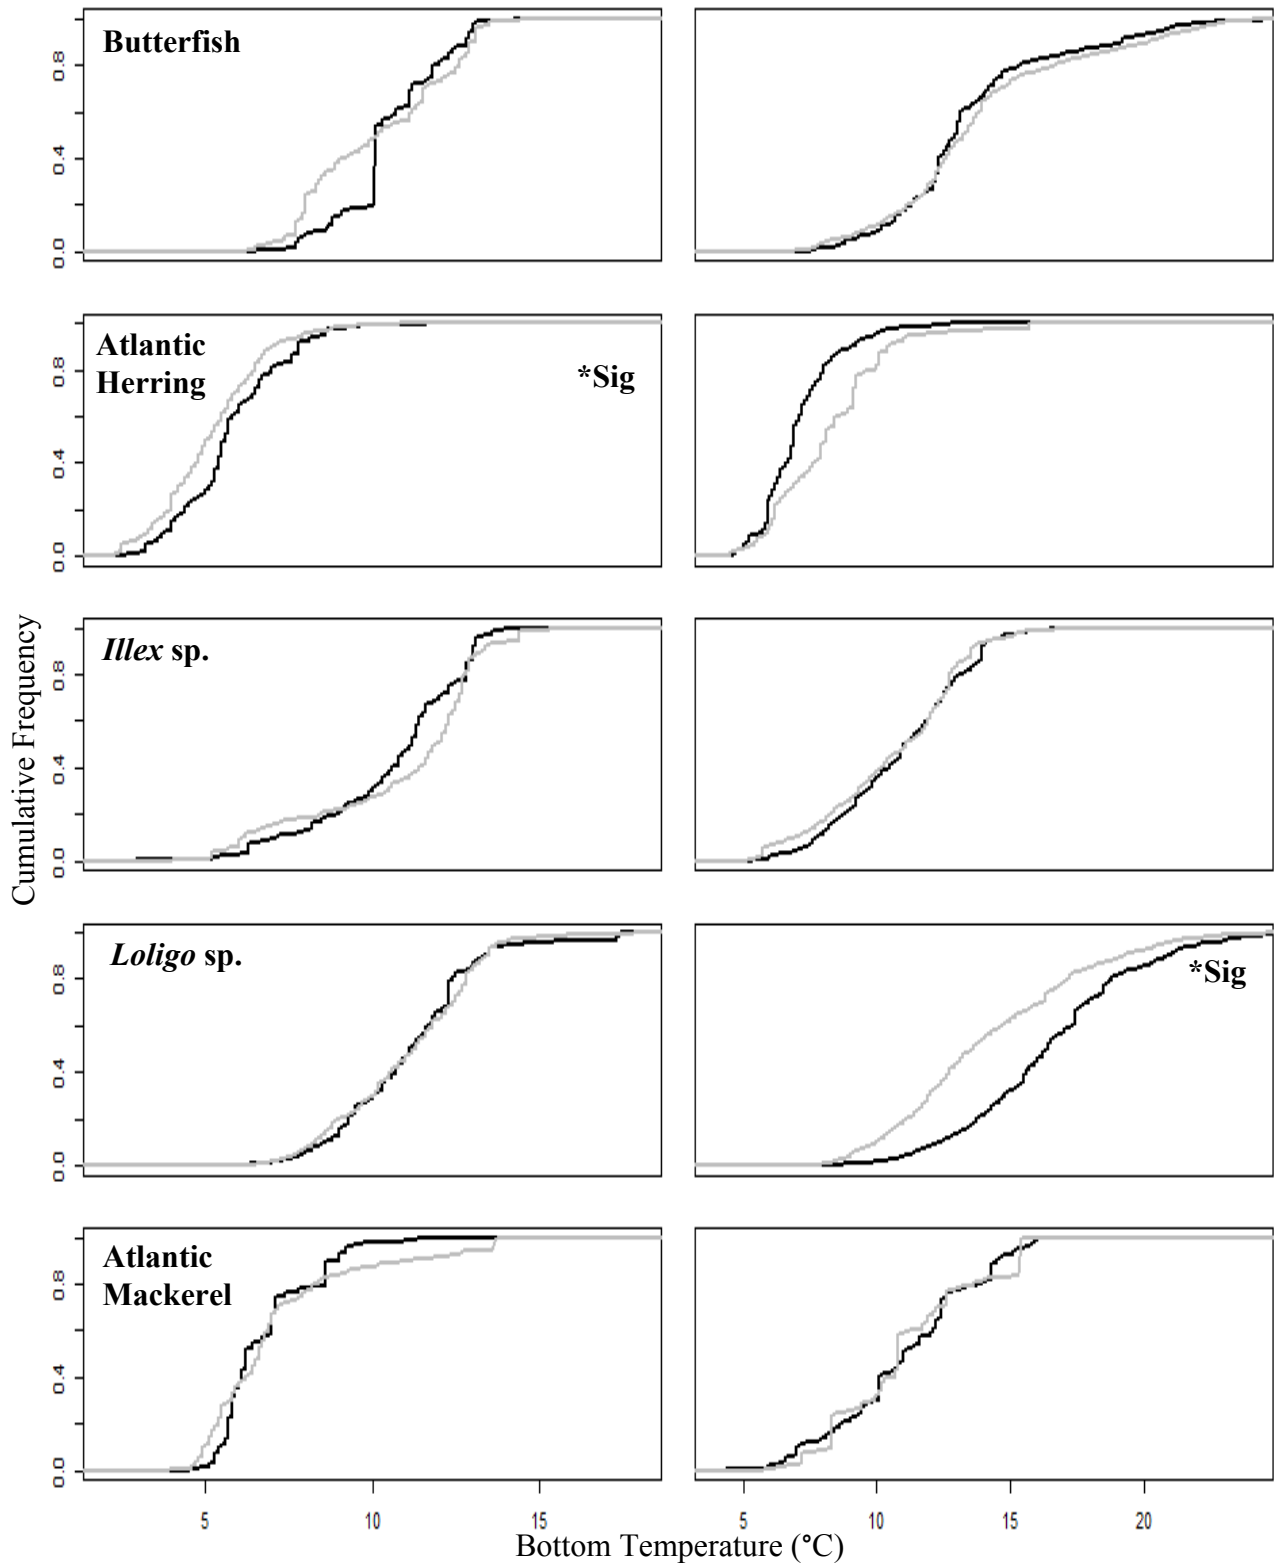 Butterfish
0.0
0.4
0.8
Atlantic
Herring
*Sig
0.0
0.4
0.8
Illex sp.
0.0
0.4
0.8
Cumulative Frequency
Loligo sp.
*Sig
0.0
0.4
0.8
Atlantic
Mackerel
0.0
0.4
0.8
5 10 15
5 10 15 20
Bottom Temperature (°C)